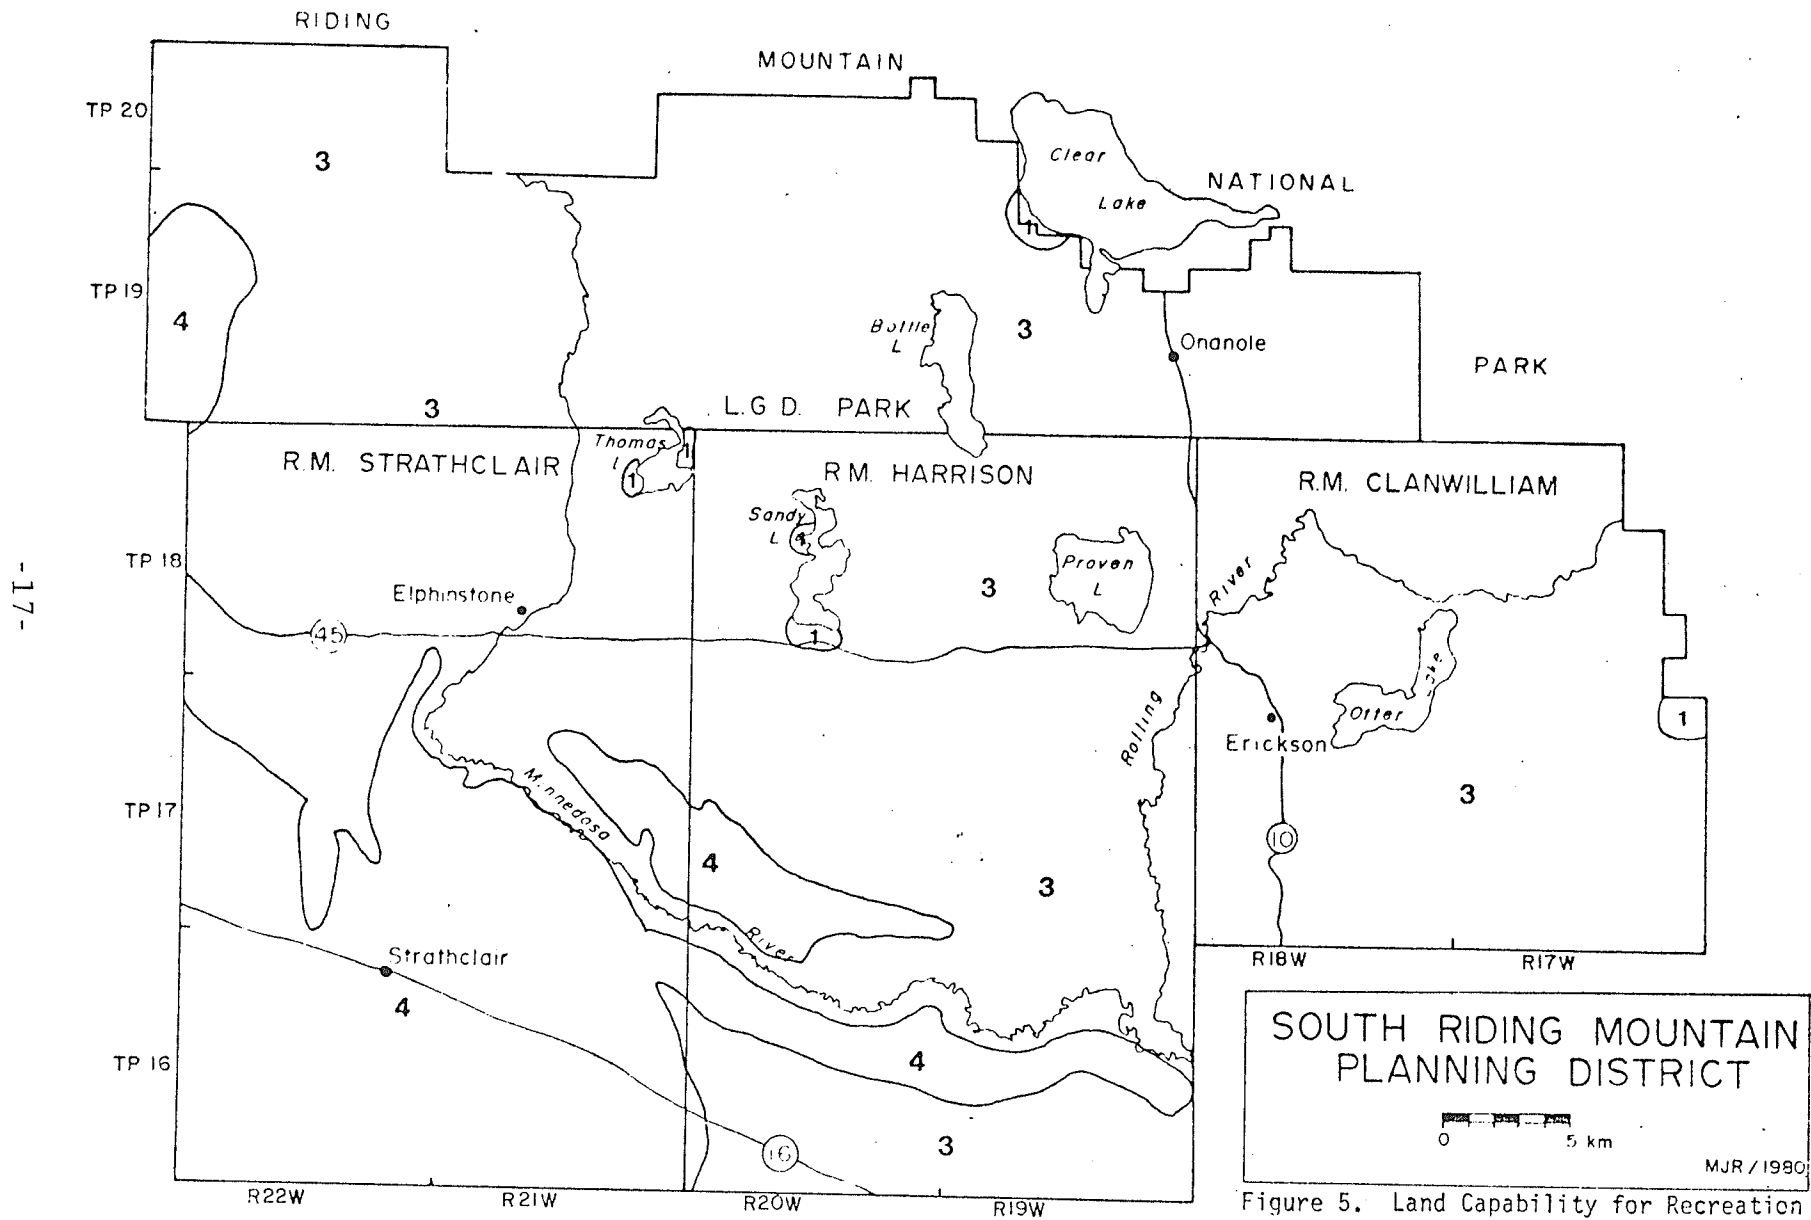 RIDING
MOUNTAIN
TP 20
3
Clear
Lake
NATIONAL
1
TP 19
4
Bottle
L
3
Onanole
PARK
3
L.G.D. PARK
Thomas
L
1
1
R.M. STRATHCLAIR
R.M. HARRISON
R.M. CLANWILLIAM
Sandy
L
TP 18
Elphinstone
3
Proven
L
River
-17-
45
1
Otter
Lake
1
Rolling
Erickson
3
Minnedosa
TP 17
10
4
3
River
Strathclair
4
R18W
R17W
4
TP 16
3
16
R22W
R21W
R20W
R19W
SOUTH RIDING MOUNTAIN
PLANNING DISTRICT
0 5 km
MJR / 1980
Figure 5. Land Capability for Recreation